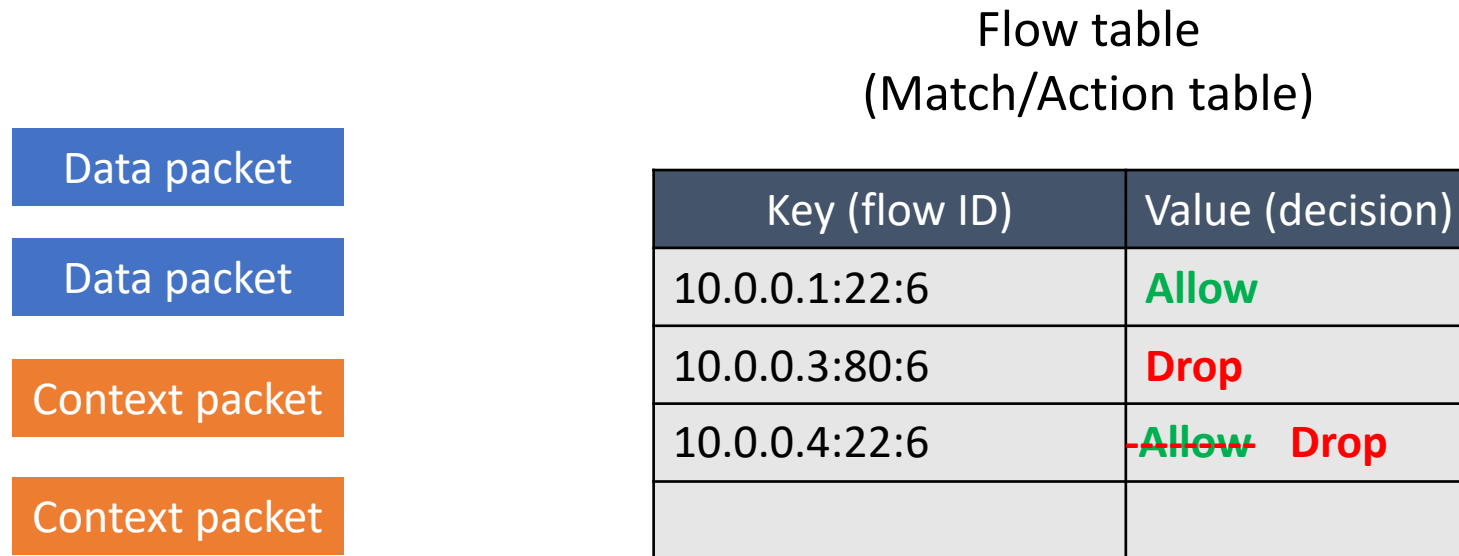 Flow table
(Match/Action table)
Data packet
Data packet
Context packet
Context packet
Key (flow ID) Value (decision)
10.0.0.1:22:6 Allow
10.0.0.3:80:6 Drop
10.0.0.4:22:6 Allow Drop